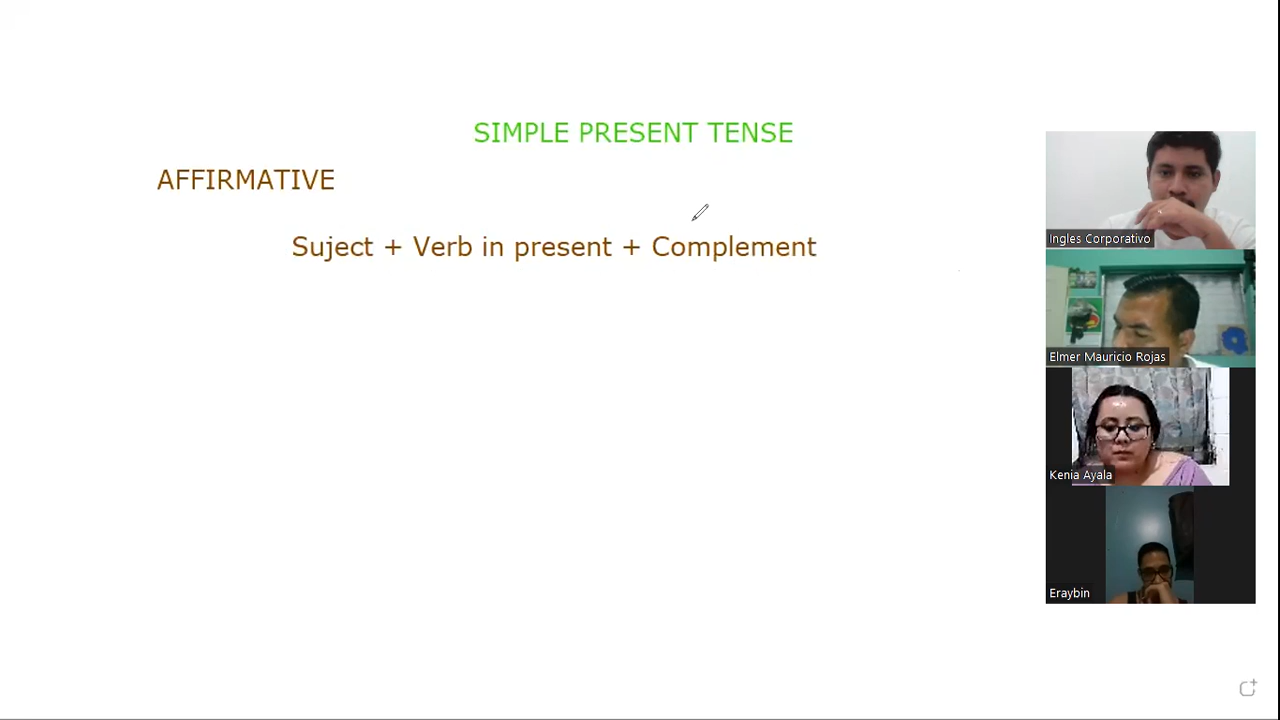 SIMPLE PRESENT TENSE
AFFIRMATIVE
Suject + Verb in present + Complement
Ingles Corporativo
Elmer Mauricio Rojas
Kenia Ayala
Eraybin